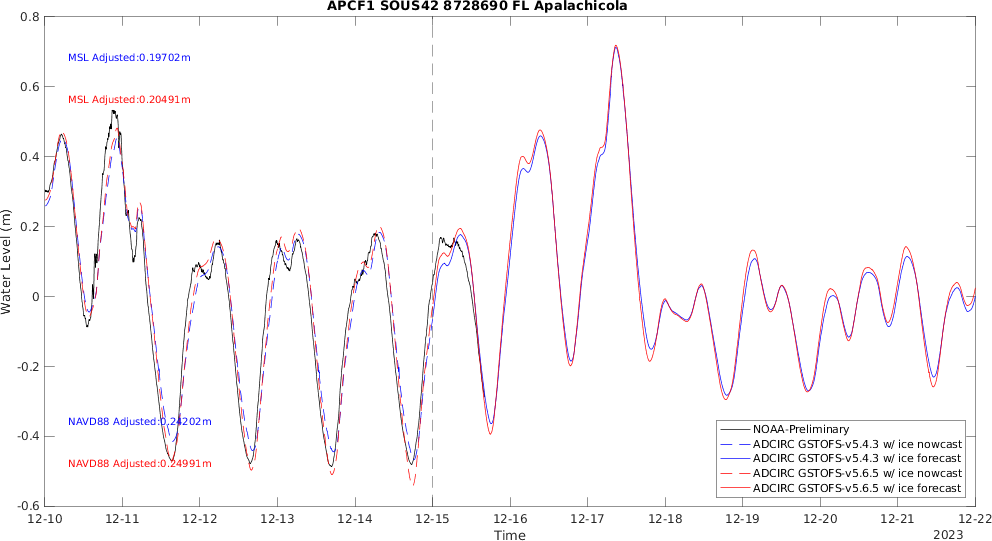 APCF1 SOUS42 8728690 FL Apalachicola
0.8
0.6
0.4
0.2
0
-0.2
-0.4
-0.6
Water Level (m)
MSL Adjusted:0.19702m
MSL Adjusted:0.20491m
NAVD88 Adjusted:0.24202m
NAVD88 Adjusted:0.24991m
NOAA-Preliminary
ADCIRC GSTOFS-v5.4.3 w/ ice nowcast
ADCIRC GSTOFS-v5.4.3 w/ ice forecast
ADCIRC GSTOFS-v5.6.5 w/ ice nowcast
ADCIRC GSTOFS-v5.6.5 w/ ice forecast
12-10 12-11 12-12 12-13 12-14 12-15 12-16 12-17 12-18 12-19 12-20 12-21 12-22
Time
2023